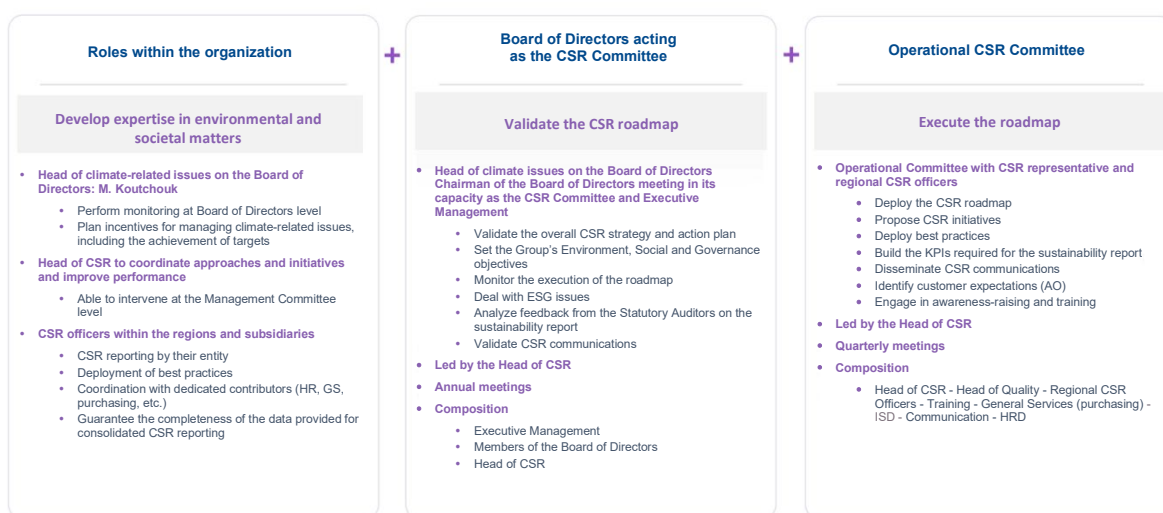 Roles within the organization
Develop expertise in environmental and
societal matters
• Head of climate-related issues on the Board of
Directors: M. Koutchouk
• Perform monitoring at Board of Directors level
• Plan incentives for managing climate-related issues,
including the achievement of targets
• Head of CSR to coordinate approaches and initiatives
and improve performance
• Able to intervene at the Management Committee
level
• CSR officers within the regions and subsidiaries
• CSR reporting by their entity
• Deployment of best practices
• Coordination with dedicated contributors (HR, GS,
purchasing, etc.)
• Guarantee the completeness of the data provided for
consolidated CSR reporting
+
Board of Directors acting
as the CSR Committee
Validate the CSR roadmap
• Head of climate issues on the Board of Directors
Chairman of the Board of Directors meeting in its
capacity as the CSR Committee and Executive
Management
• Validate the overall CSR strategy and action plan
• Set the Group's Environment, Social and Governance
objectives
• Monitor the execution of the roadmap
• Deal with ESG issues
• Analyze feedback from the Statutory Auditors on the
sustainability report
• Validate CSR communications
• Led by the Head of CSR
• Annual meetings
• Composition
• Executive Management
• Members of the Board of Directors
• Head of CSR
+
Operational CSR Committee
Execute the roadmap
• Operational Committee with CSR representative and
regional CSR officers
• Deploy the CSR roadmap
• Propose CSR initiatives
• Deploy best practices
• Build the KPIs required for the sustainability report
• Disseminate CSR communications
• Identify customer expectations (AO)
• Engage in awareness-raising and training
• Led by the Head of CSR
• Quarterly meetings
• Composition
• Head of CSR - Head of Quality - Regional CSR
Officers - Training - General Services (purchasing) -
ISD - Communication - HRD